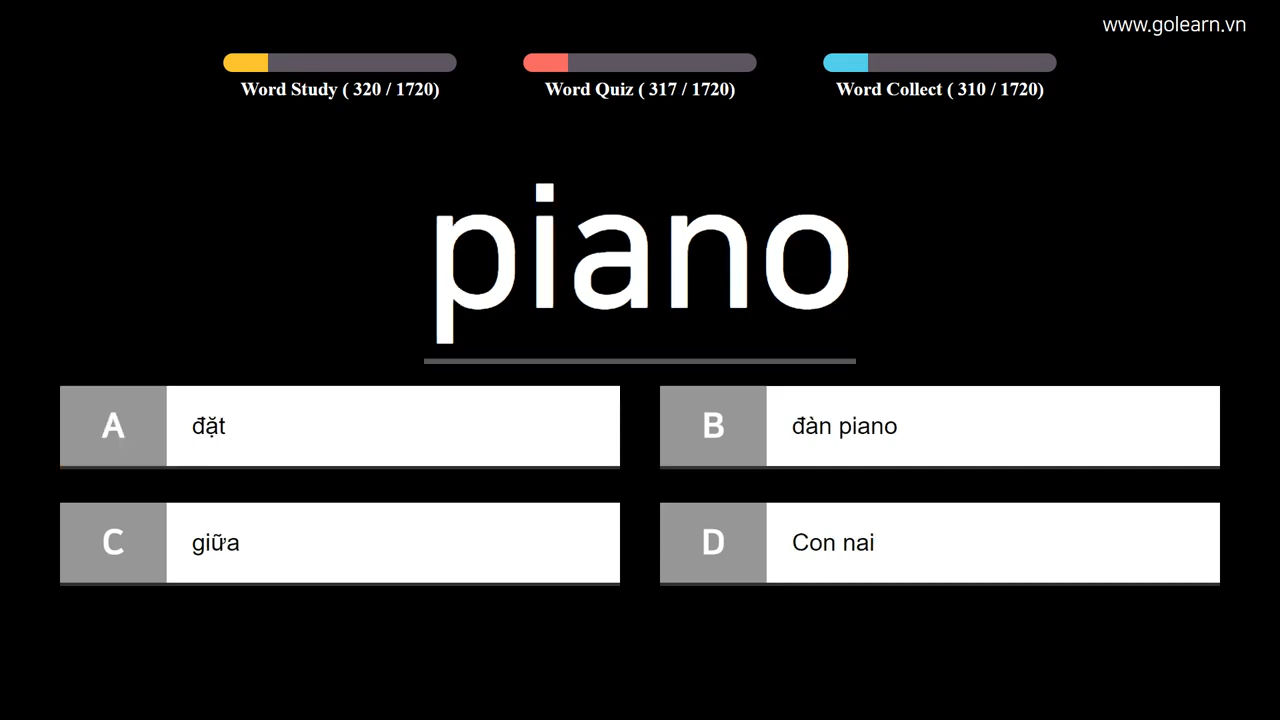 www.golearn.vn
Word Study ( 320 / 1720)
Word Quiz ( 317 / 1720)
Word Collect ( 310 / 1720)
piano
A đặt
B đàn piano
C giữa
D Con nai